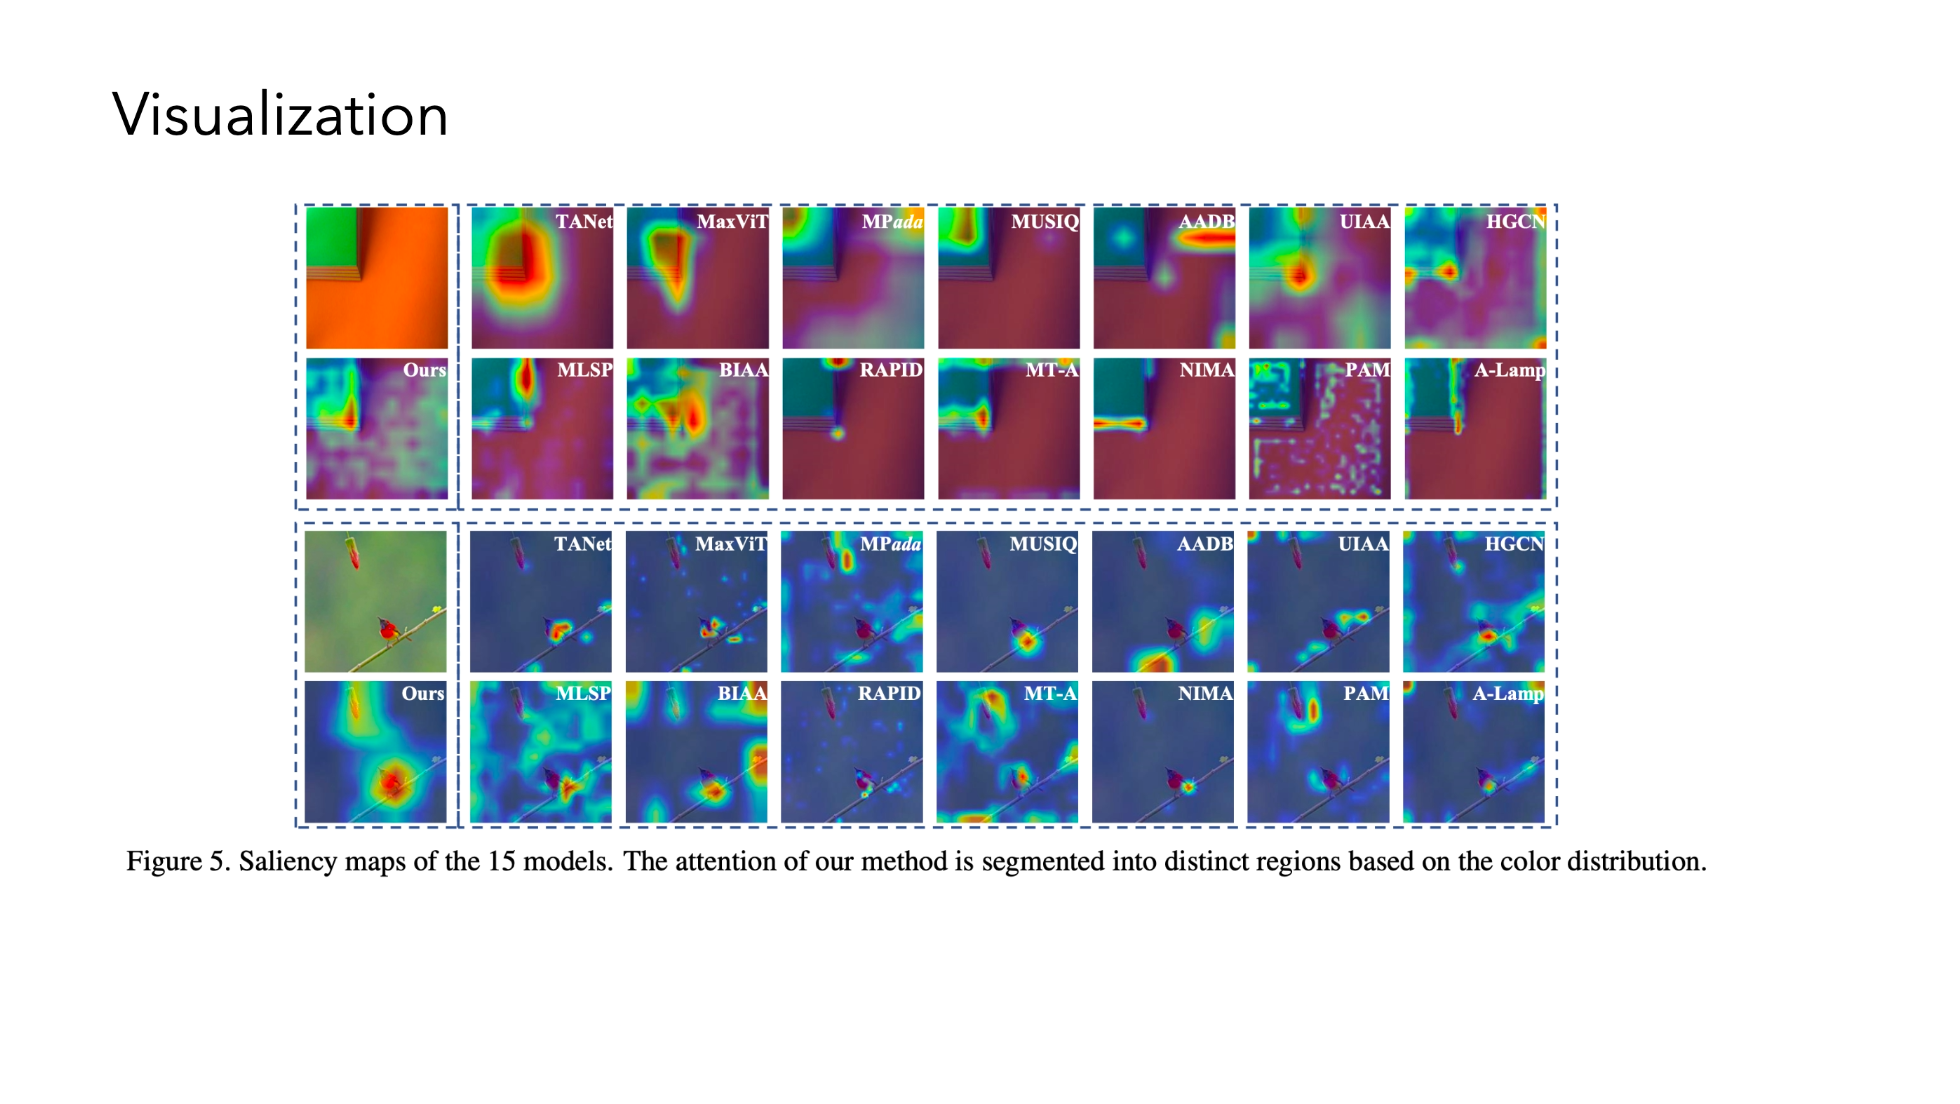 Visualization
TANet MaxViT MPada MUSIQ AADB UIAA HGCN
Ours MLSP BIAA RAPID MT-A NIMA PAM A-Lamp
TANet MaxViT MPada MUSIQ AADB UIAA HGCN
Ours MLSP BIAA RAPID MT-A NIMA PAM A-Lamp
Figure 5. Saliency maps of the 15 models. The attention of our method is segmented into distinct regions based on the color distribution.